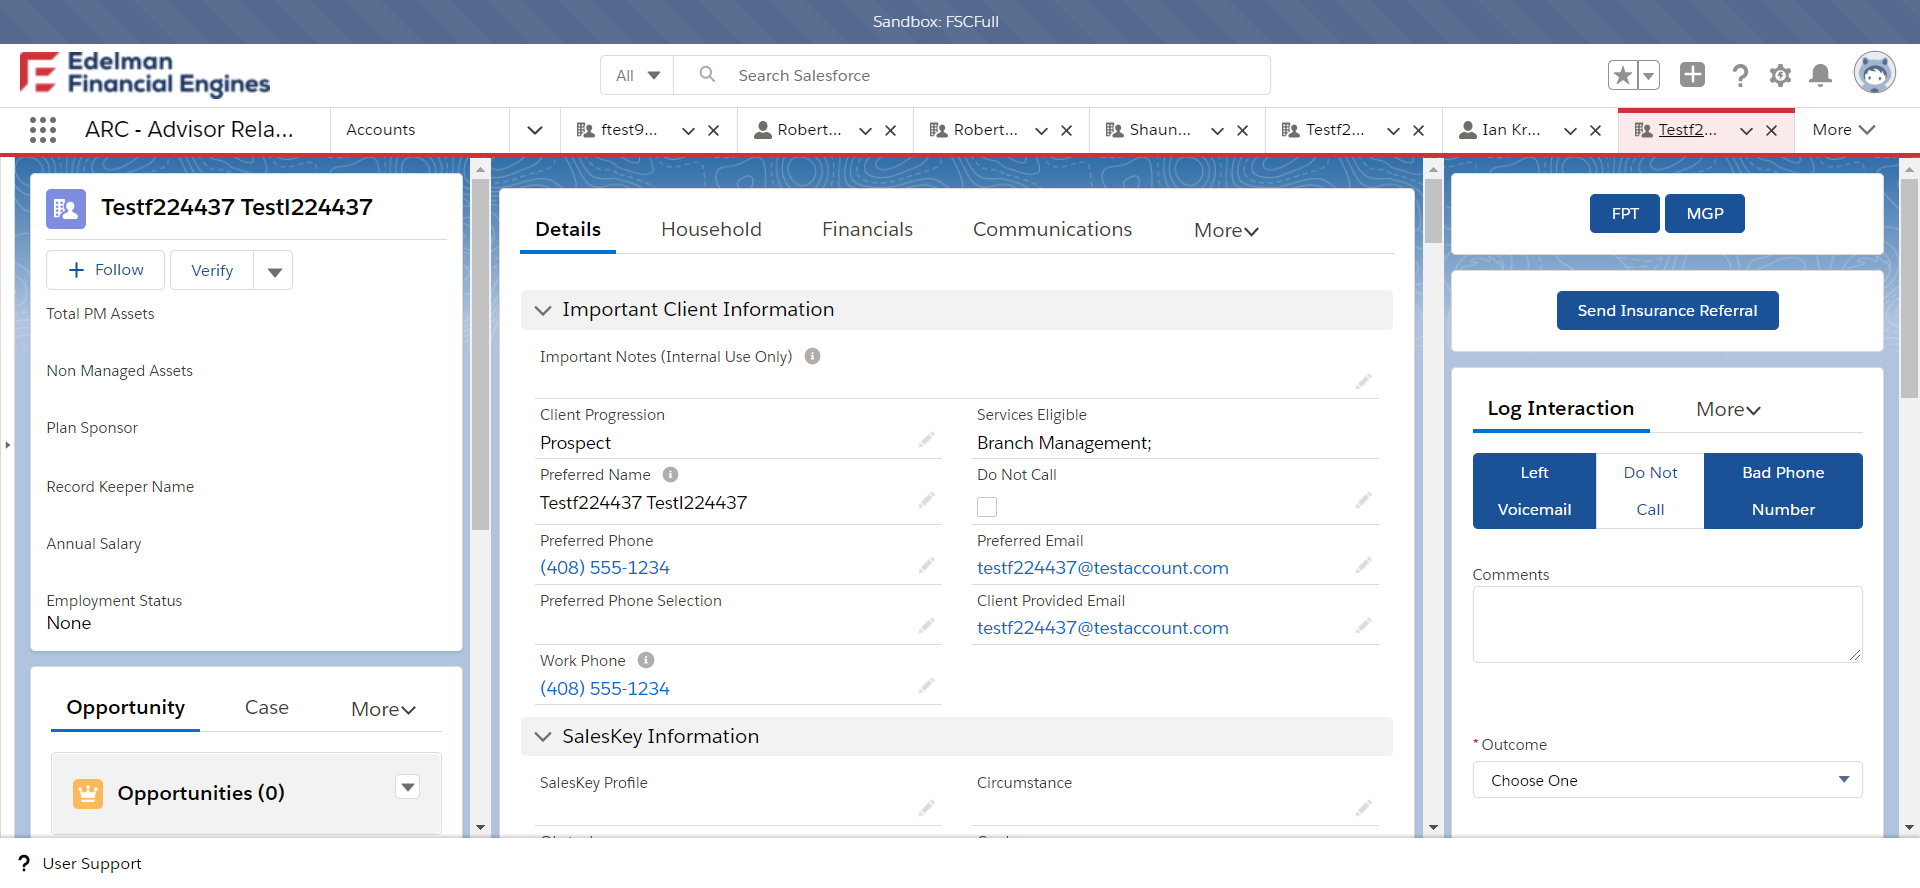 Sandbox: FSCFull
Edelman
Financial Engines
All
Search Salesforce
ARC - Advisor Rela...
Accounts
ftest9...
Robert...
Robert...
Shaun...
Testf2...
Ian Kr...
Testf2...
More
Testf224437 Testl224437
Follow
Verify
Total PM Assets
Non Managed Assets
Plan Sponsor
Record Keeper Name
Annual Salary
Employment Status
None
Opportunity
Case
More
Opportunities (0)
Details
Household
Financials
Communications
More
Important Client Information
Important Notes (Internal Use Only)
Client Progression
Prospect
Services Eligible
Branch Management;
Preferred Name
Testf224437 Testl224437
Do Not Call
Preferred Phone
(408) 555-1234
Preferred Email
testf224437@testaccount.com
Preferred Phone Selection
Client Provided Email
testf224437@testaccount.com
Work Phone
(408) 555-1234
SalesKey Information
SalesKey Profile
Circumstance
FPT
MGP
Send Insurance Referral
Log Interaction
More
Left
Voicemail
Do Not
Call
Bad Phone
Number
Comments
* Outcome
Choose One
? User Support